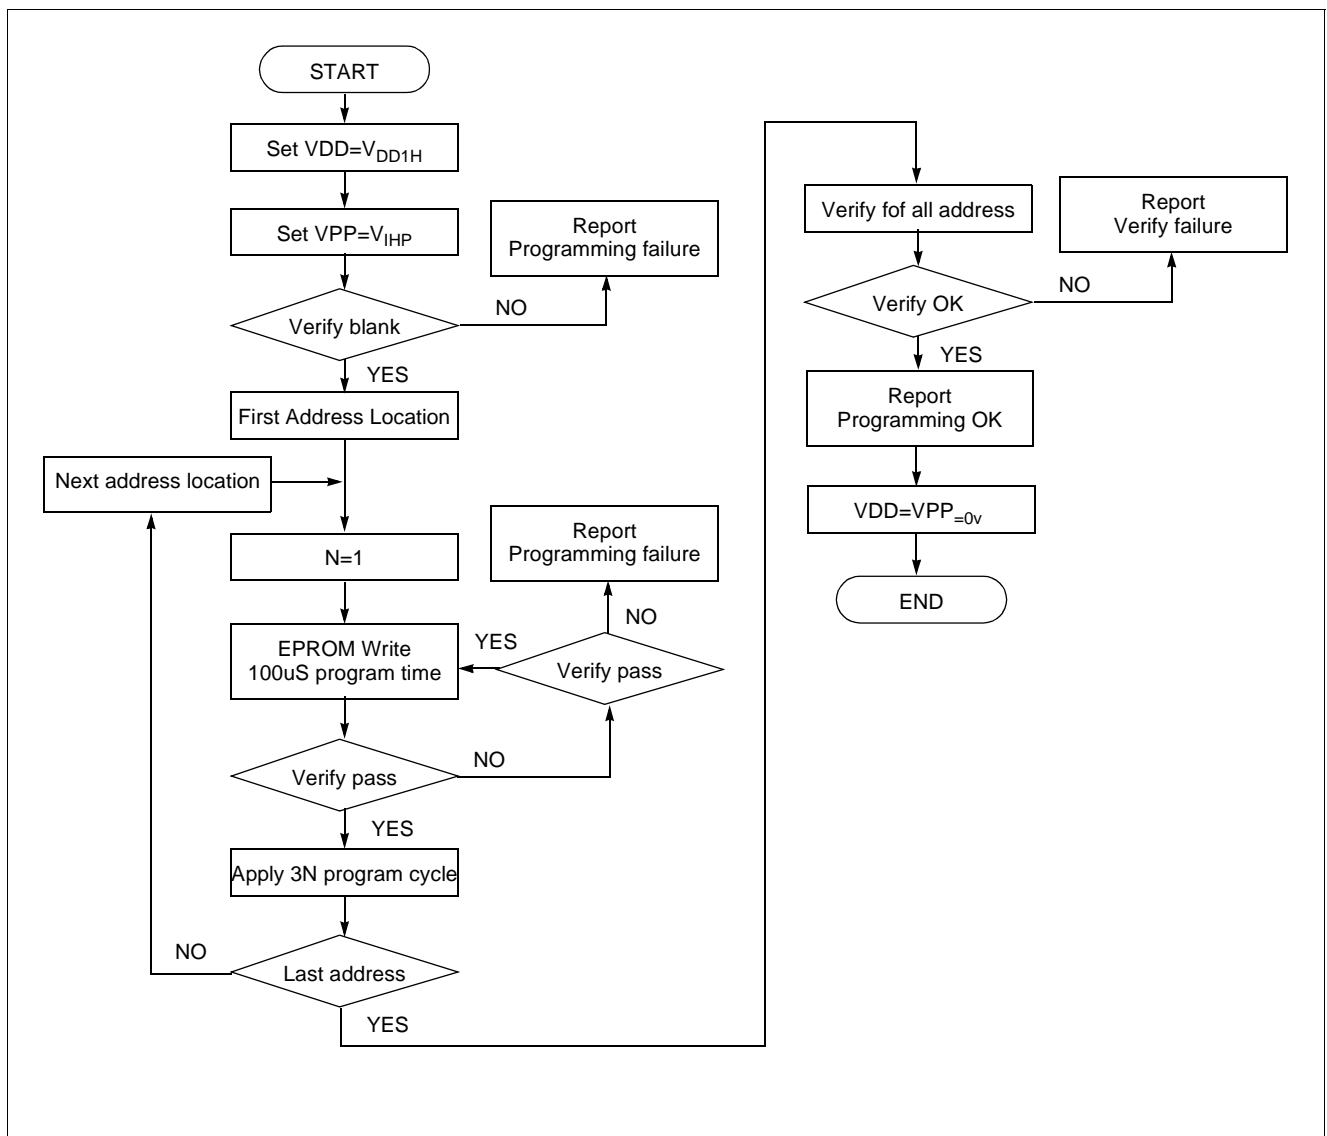 START
Set VDD=VDD1H
Set VPP=VIHP
Report
Programming failure
Verify blank
NO
YES
First Address Location
Next address location
N=1
Report
Programming failure
NO
EPROM Write
100uS program time
YES
Verify pass
Verify pass
NO
YES
Apply 3N program cycle
NO
Last address
YES
Verify fof all address
Report
Verify failure
Verify OK
NO
YES
Report
Programming OK
VDD=VPP=0v
END